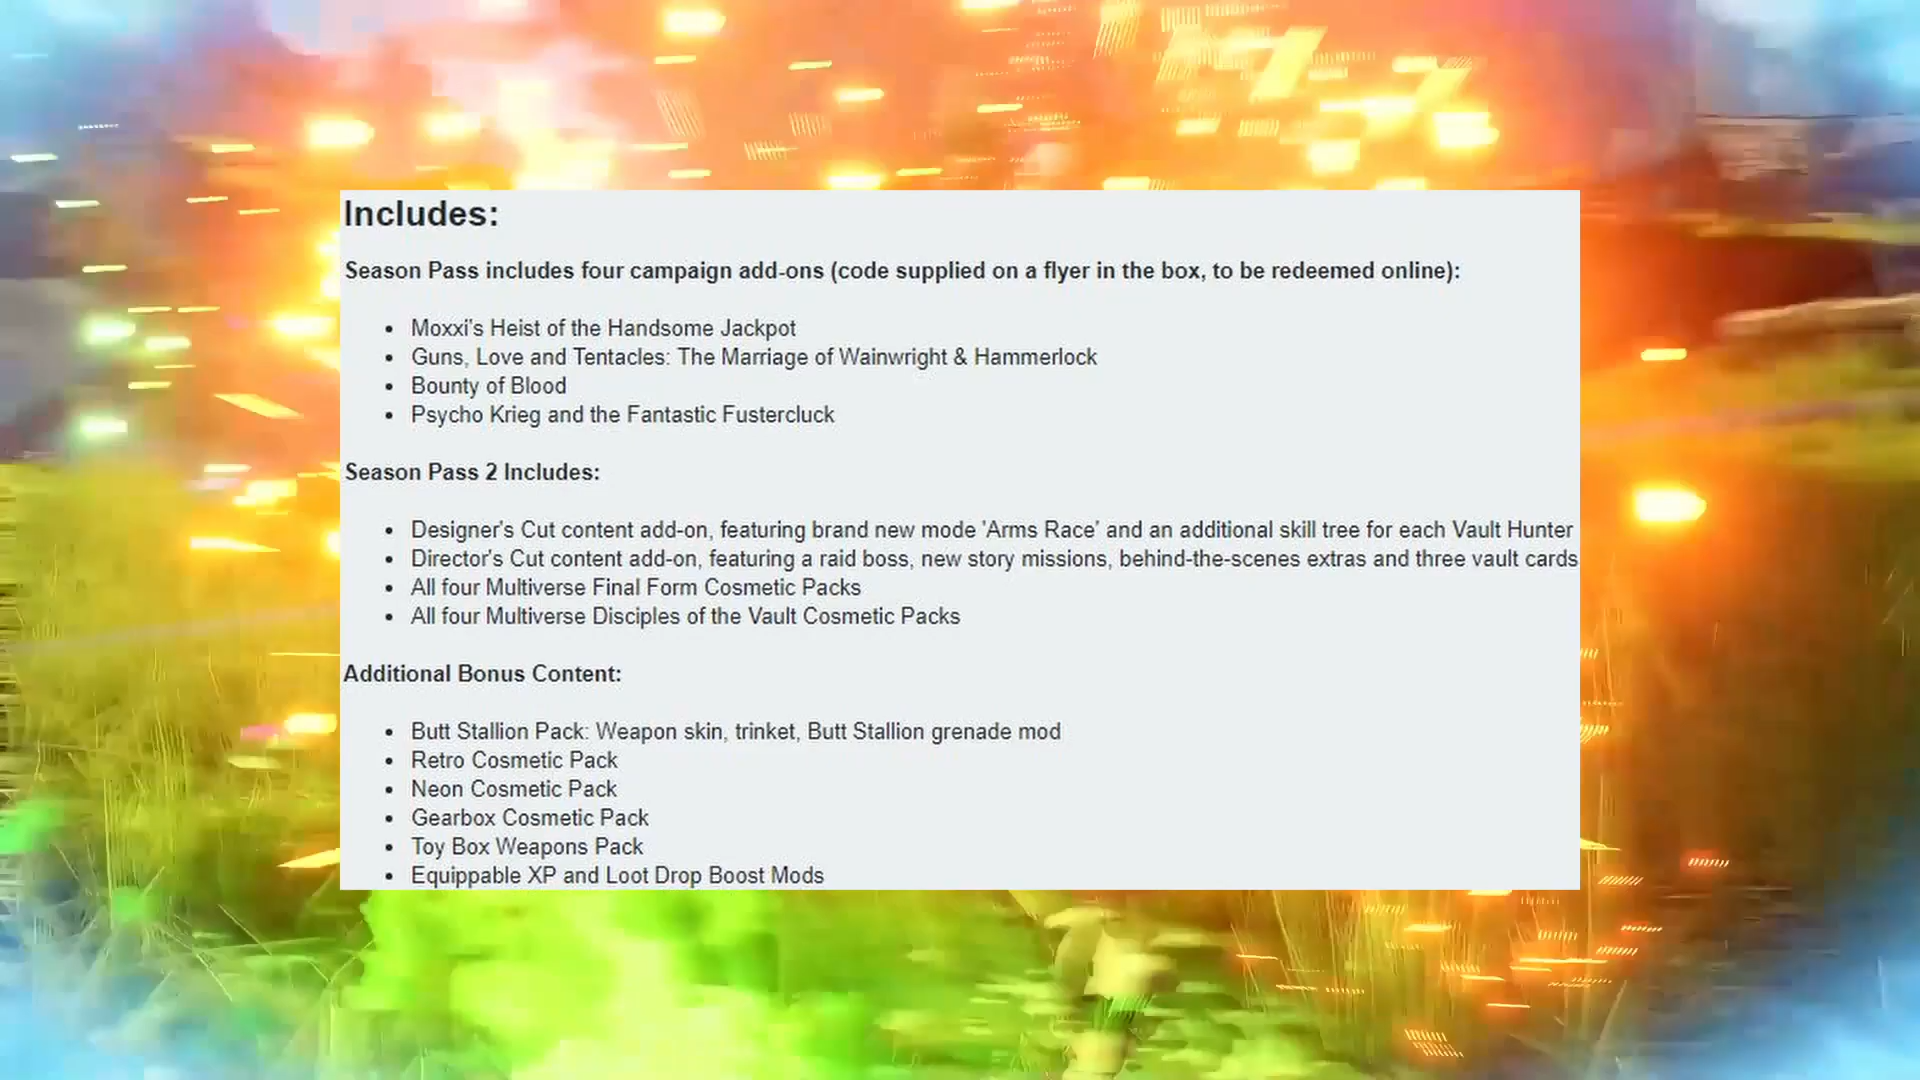 Includes:
Season Pass includes four campaign add-ons (code supplied on a flyer in the box, to be redeemed online):
• Moxxi's Heist of the Handsome Jackpot
• Guns, Love and Tentacles: The Marriage of Wainwright & Hammerlock
• Bounty of Blood
• Psycho Krieg and the Fantastic Fustercluck
Season Pass 2 Includes:
• Designer's Cut content add-on, featuring brand new mode 'Arms Race' and an additional skill tree for each Vault Hunter
• Director's Cut content add-on, featuring a raid boss, new story missions, behind-the-scenes extras and three vault cards
• All four Multiverse Final Form Cosmetic Packs
• All four Multiverse Disciples of the Vault Cosmetic Packs
Additional Bonus Content:
• Butt Stallion Pack: Weapon skin, trinket, Butt Stallion grenade mod
• Retro Cosmetic Pack
• Neon Cosmetic Pack
• Gearbox Cosmetic Pack
• Toy Box Weapons Pack
• Equippable XP and Loot Drop Boost Mods